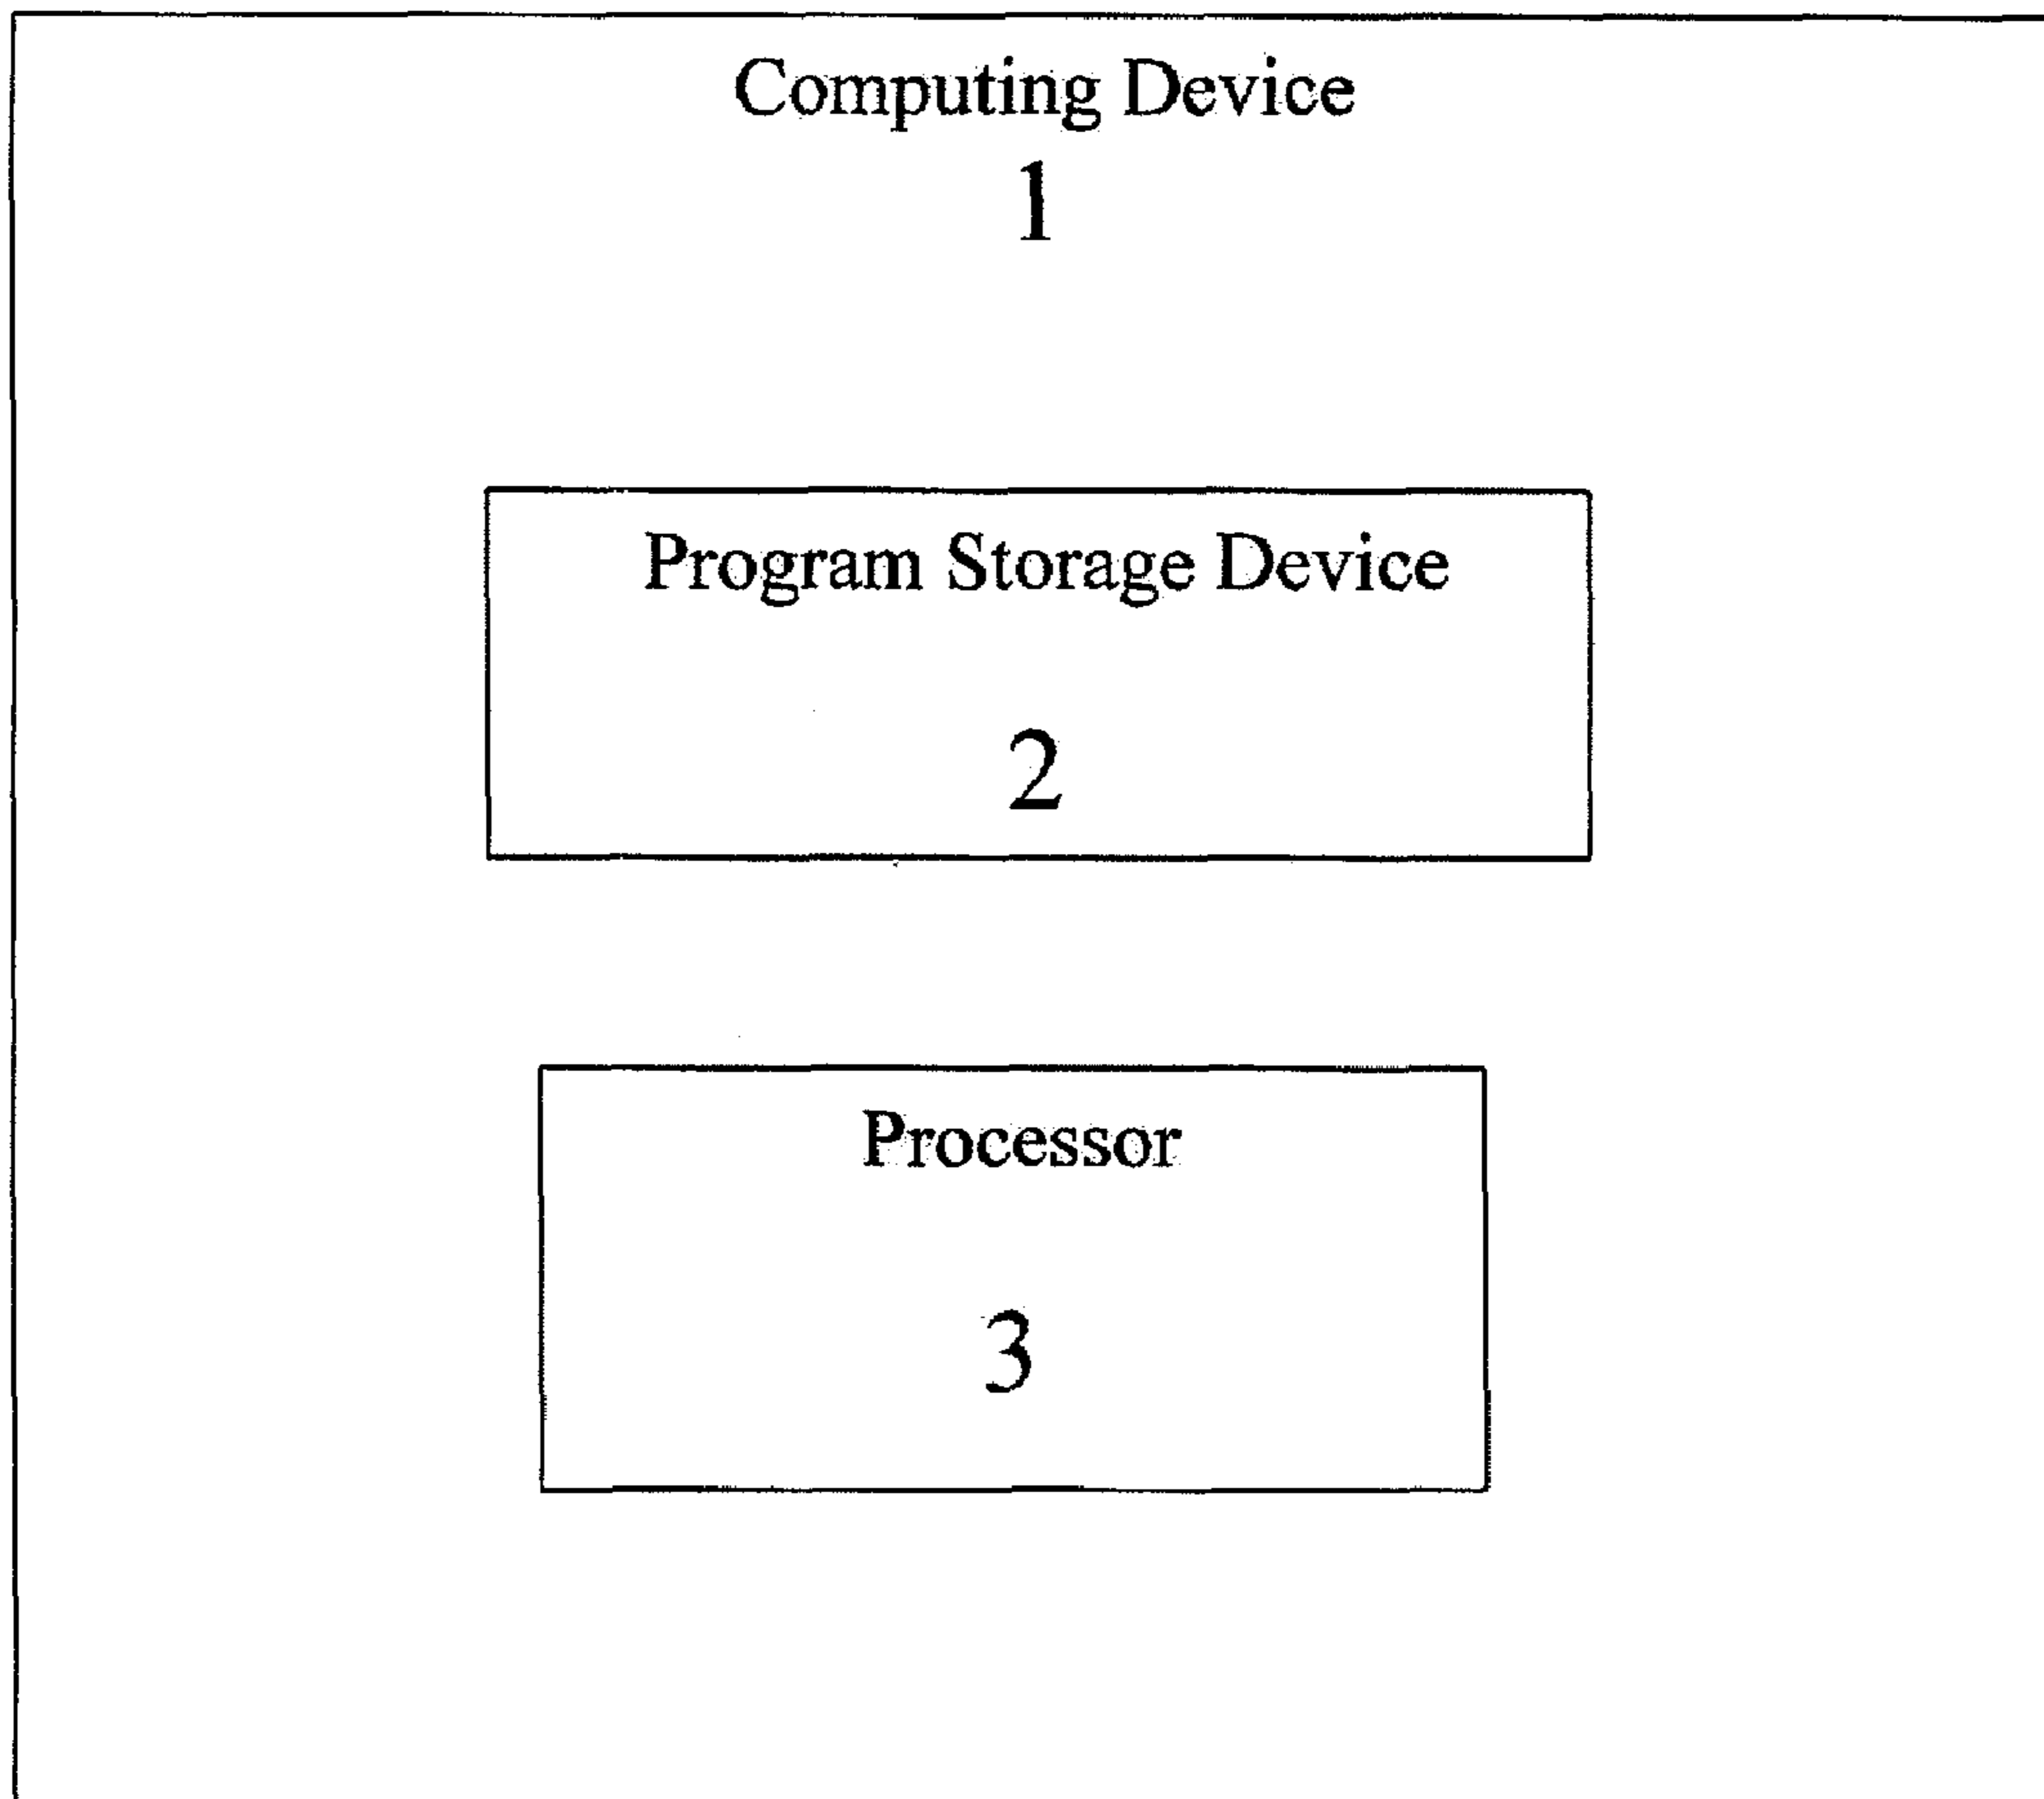 Computing Device
1
Program Storage Device
2
Processor
3